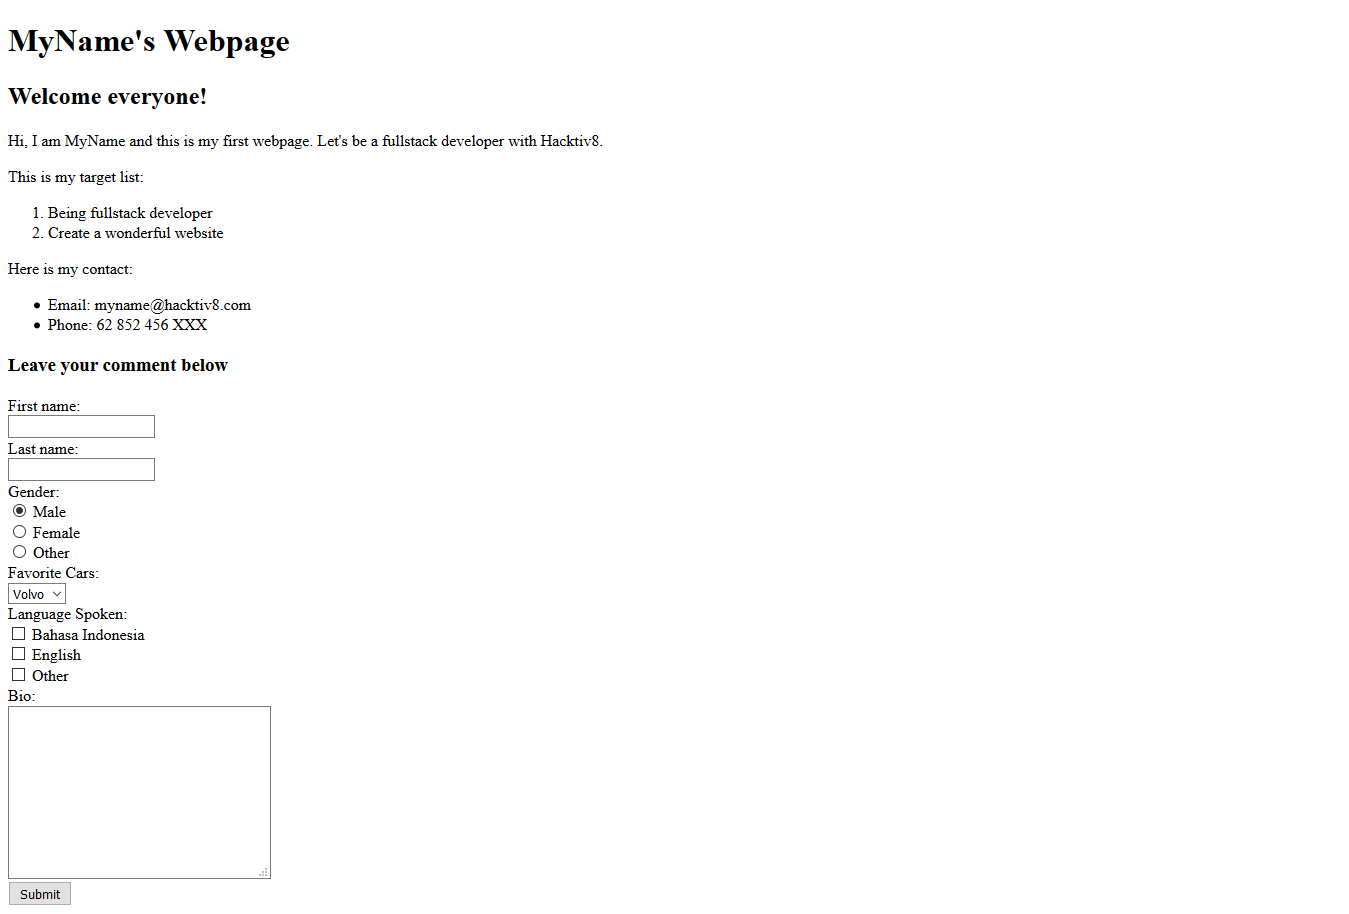 MyName's Webpage
Welcome everyone!
Hi, I am MyName and this is my first webpage. Let's be a fullstack developer with Hacktiv8.
This is my target list:
1. Being fullstack developer
2. Create a wonderful website
Here is my contact:
• Email: myname@hacktiv8.com
• Phone: 62 852 456 XXX
Leave your comment below
First name:
Last name:
Gender:
Male
Female
Other
Favorite Cars:
Volvo
Language Spoken:
Bahasa Indonesia
English
Other
Bio:
Submit